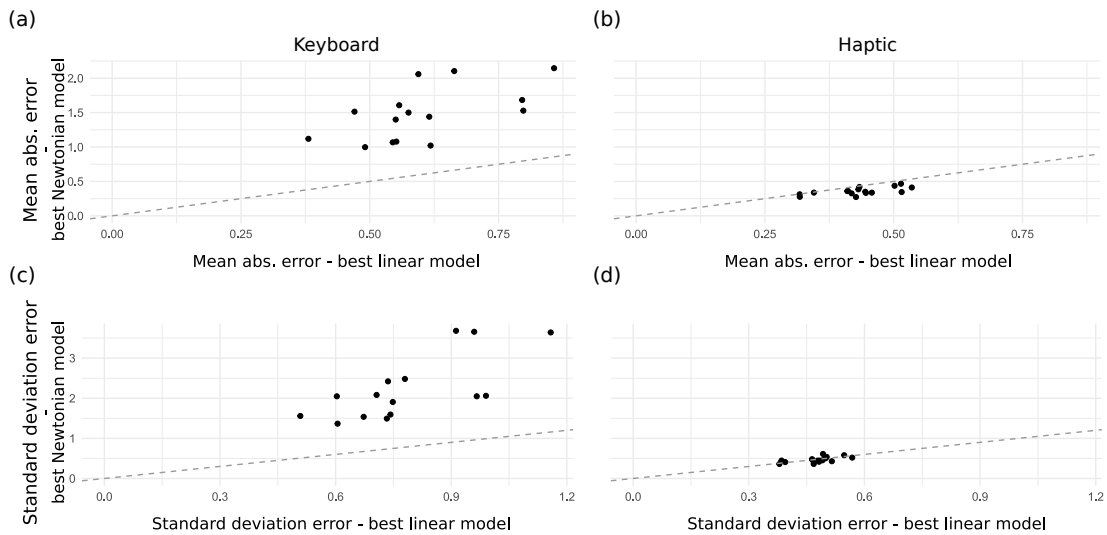 (a)
(b)
Keyboard
Haptic
Mean abs. error
-
best Newtonian model
2.0
1.5
1.0
0.5
0.0
0.00
0.25
0.50
0.75
0.00
0.25
0.50
0.75
Mean abs. error - best linear model
Mean abs. error - best linear model
(c)
(d)
Standard deviation error
-
best Newtonian model
3
2
1
0
0.0
0.3
0.6
0.9
1.2
0.0
0.3
0.6
0.9
1.2
Standard deviation error - best linear model
Standard deviation error - best linear model